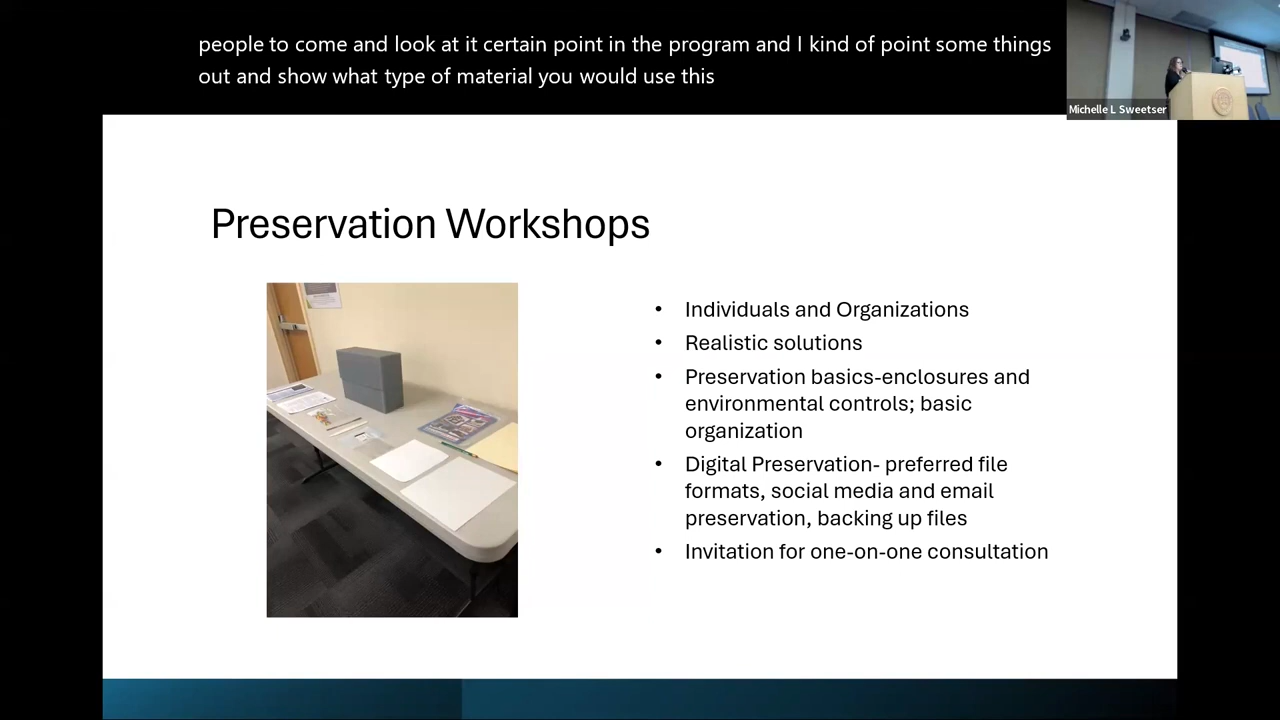 people to come and look at it certain point in the program and I kind of point some things
out and show what type of material you would use this
Michelle L Sweetser
Preservation Workshops
• Individuals and Organizations
• Realistic solutions
• Preservation basics-enclosures and
environmental controls; basic
organization
• Digital Preservation- preferred file
formats, social media and email
preservation, backing up files
• Invitation for one-on-one consultation